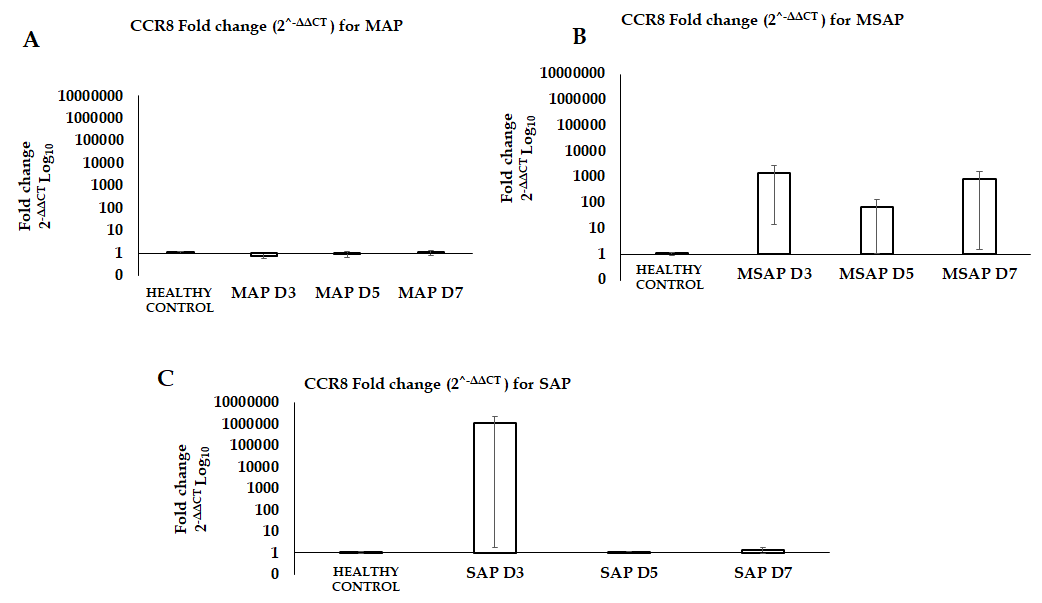 A
CCR8 Fold change (2^-ΔΔCT) for MAP
Fold change
2-ΔΔCT Log10
10000000
1000000
100000
10000
1000
100
10
1
0
HEALTHY
CONTROL
MAP D3
MAP D5
MAP D7
B
CCR8 Fold change (2^-ΔΔCT) for MSAP
Fold change
2-ΔΔCT Log10
10000000
1000000
100000
10000
1000
100
10
1
0
HEALTHY
CONTROL
MSAP D3
MSAP D5
MSAP D7
C
CCR8 Fold change (2^-ΔΔCT) for SAP
Fold change
2-ΔΔCT Log10
10000000
1000000
100000
10000
1000
100
10
1
0
HEALTHY
CONTROL
SAP D3
SAP D5
SAP D7